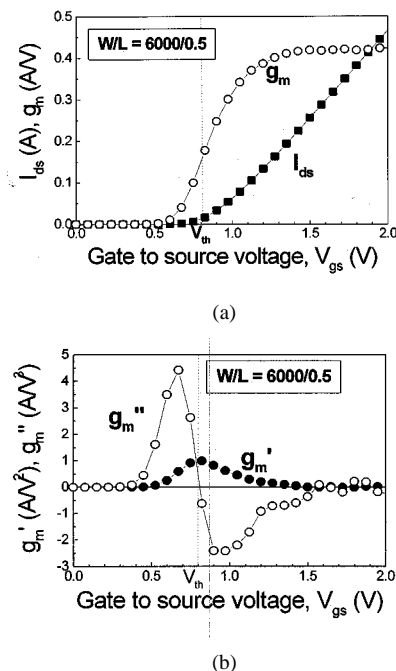 W/L = 6000/0.5
I_ds (A), g_m (A/V)
0.5
0.4
0.3
0.2
0.1
0.0
g_m
I_ds
0.0 0.5 V_th 1.0 1.5 2.0
Gate to source voltage, V_gs (V)
(a)
W/L = 6000/0.5
g_m' (A/V²), g_m'' (A/V³)
5
4
3
2
1
0
-1
-2
-3
g_m''
g_m'
0.0 0.5 V_th 1.0 1.5 2.0
Gate to source voltage, V_gs (V)
(b)